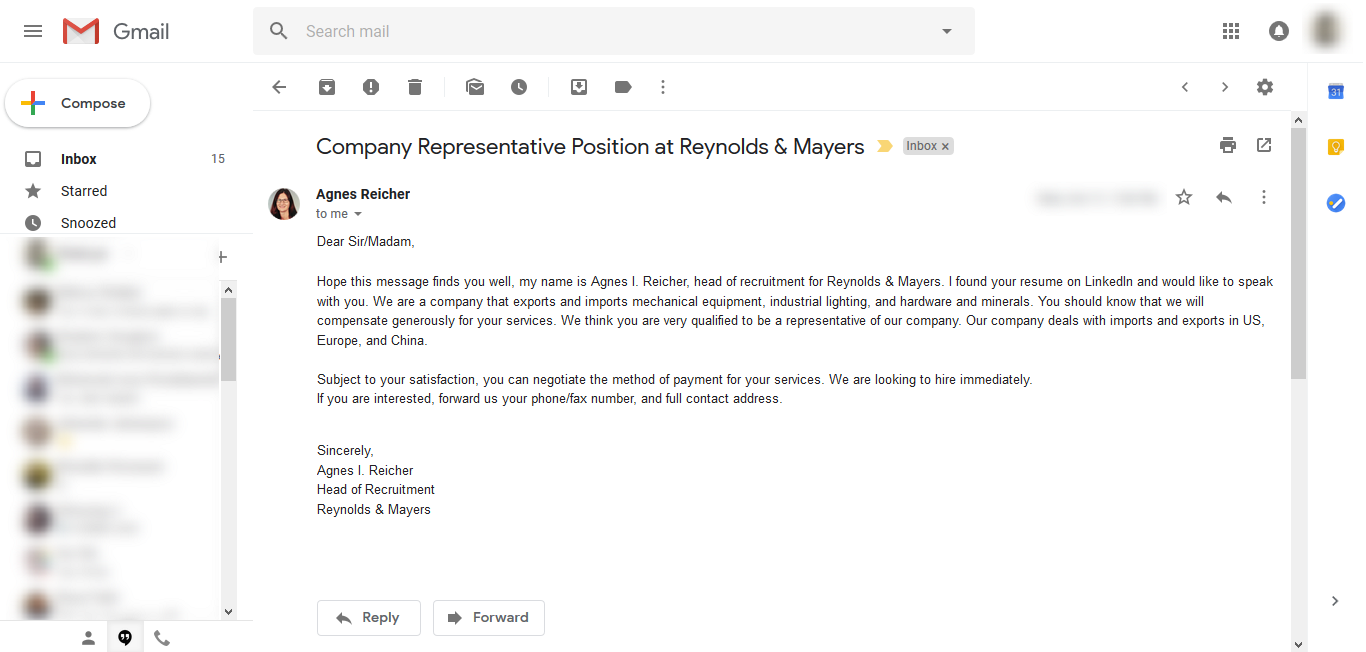 Gmail
Search mail
Compose
Inbox 15
Starred
Snoozed
31
Company Representative Position at Reynolds & Mayers
Inbox ×
Agnes Reicher
to me
Dear Sir/Madam,
Hope this message finds you well, my name is Agnes I. Reicher, head of recruitment for Reynolds & Mayers. I found your resume on LinkedIn and would like to speak
with you. We are a company that exports and imports mechanical equipment, industrial lighting, and hardware and minerals. You should know that we will
compensate generously for your services. We think you are very qualified to be a representative of our company. Our company deals with imports and exports in US,
Europe, and China.
Subject to your satisfaction, you can negotiate the method of payment for your services. We are looking to hire immediately.
If you are interested, forward us your phone/fax number, and full contact address.
Sincerely,
Agnes I. Reicher
Head of Recruitment
Reynolds & Mayers
Reply
Forward